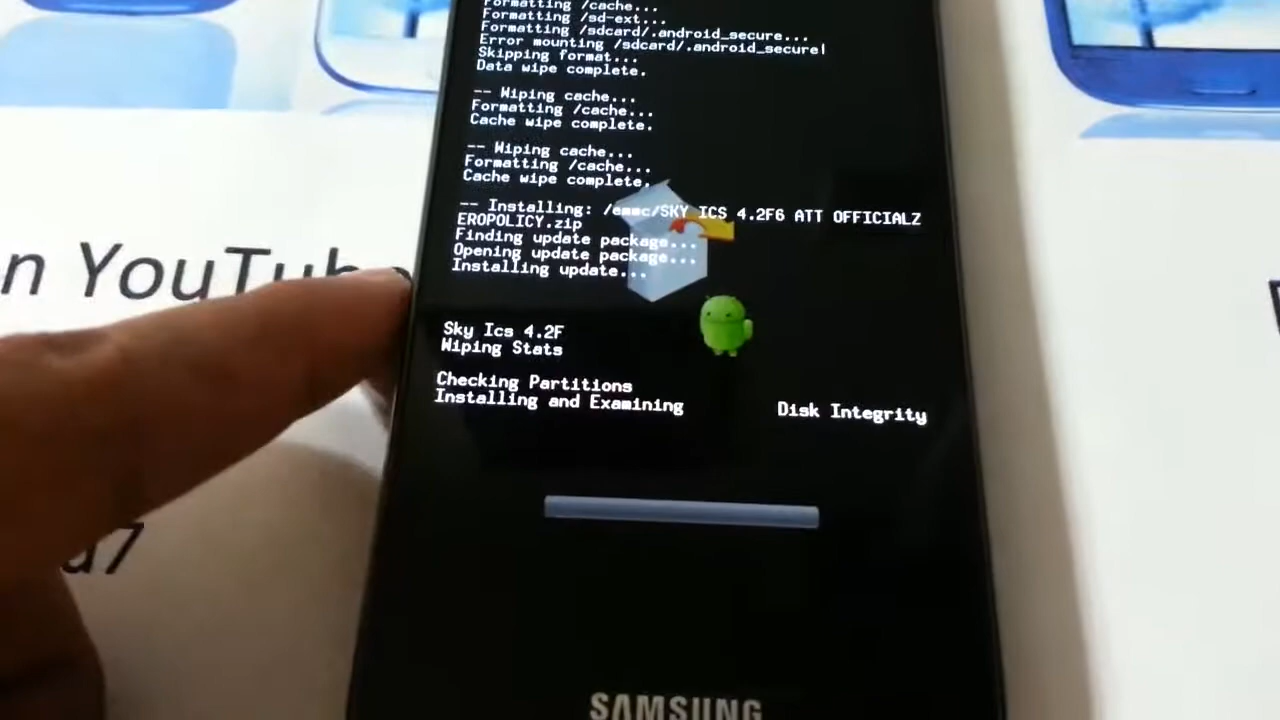 Formatting /cache...
Formatting /sd-ext...
Formatting /sdcard/.android_secure...
Error mounting /sdcard/.android_secure!
Skipping format...
Data wipe complete.
-- Wiping cache...
Formatting /cache...
Cache wipe complete.
-- Wiping cache...
Formatting /cache...
Cache wipe complete.
-- Installing: /emmc/SKY ICS 4.2F6 ATT OFFICIALZ
EROPOLICY.zip
Finding update package...
Opening update package...
Installing update...
Sky Ics 4.2F
Wiping Stats
Checking Partitions
Installing and Examining Disk Integrity
SAMSUNG
n YouTube